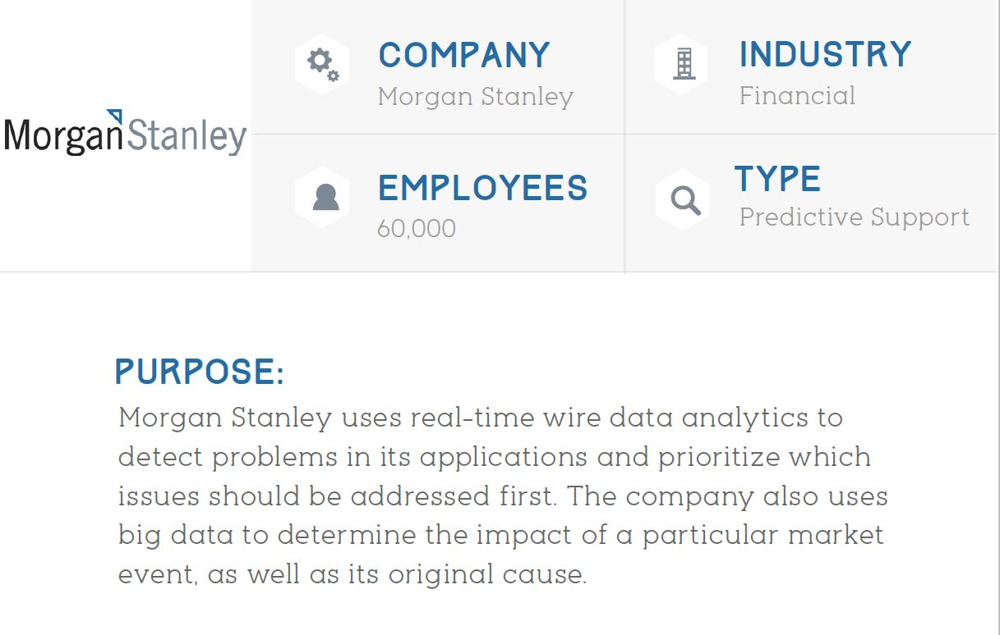 MorganStanley
COMPANY
Morgan Stanley
INDUSTRY
Financial
EMPLOYEES
60,000
TYPE
Predictive Support
PURPOSE:
Morgan Stanley uses real-time wire data analytics to
detect problems in its applications and prioritize which
issues should be addressed first. The company also uses
big data to determine the impact of a particular market
event, as well as its original cause.